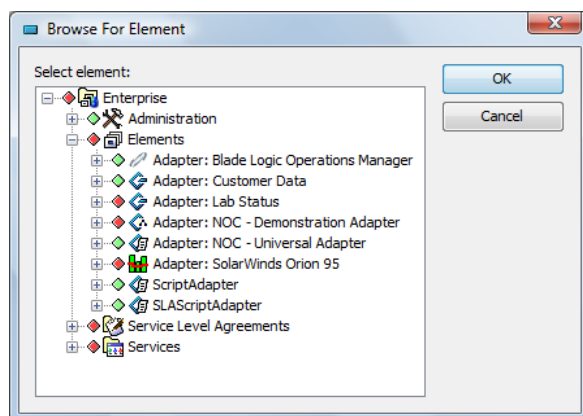 Browse For Element
Select element:
Enterprise
Administration
Elements
Adapter: Blade Logic Operations Manager
Adapter: Customer Data
Adapter: Lab Status
Adapter: NOC - Demonstration Adapter
Adapter: NOC - Universal Adapter
Adapter: SolarWinds Orion 95
ScriptAdapter
SLAScriptAdapter
Service Level Agreements
Services
OK
Cancel